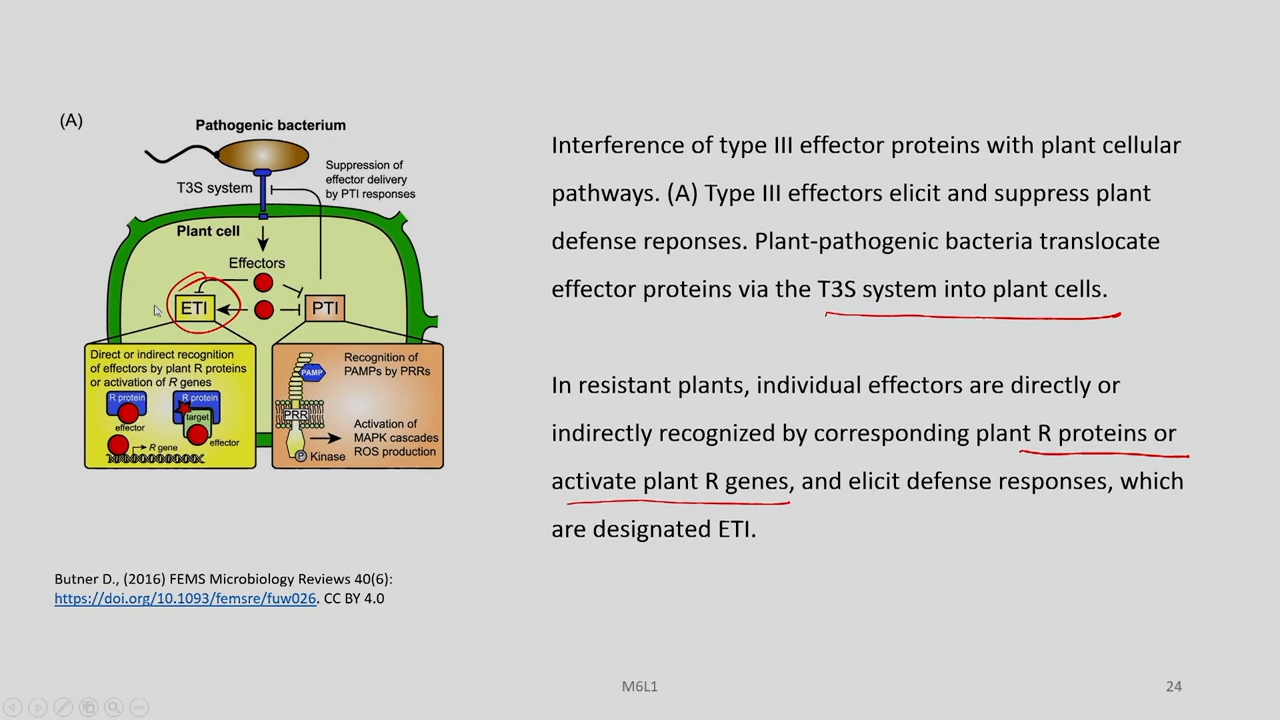 (A)
Pathogenic bacterium
T3S system
Suppression of
effector delivery
by PTI responses
Plant cell
Effectors
ETI
PTI
Direct or indirect recognition
of effectors by plant R proteins
or activation of R genes
R protein
effector
R protein
target
effector
R gene
Recognition of
PAMPs by PRRs
PAMP
PRR
Activation of
MAPK cascades
ROS production
P
Kinase
Interference of type III effector proteins with plant cellular
pathways. (A) Type III effectors elicit and suppress plant
defense reponses. Plant-pathogenic bacteria translocate
effector proteins via the T3S system into plant cells.
In resistant plants, individual effectors are directly or
indirectly recognized by corresponding plant R proteins or
activate plant R genes, and elicit defense responses, which
are designated ETI.
Butner D., (2016) FEMS Microbiology Reviews 40(6):
https://doi.org/10.1093/femsre/fuw026. CC BY 4.0
M6L1
24